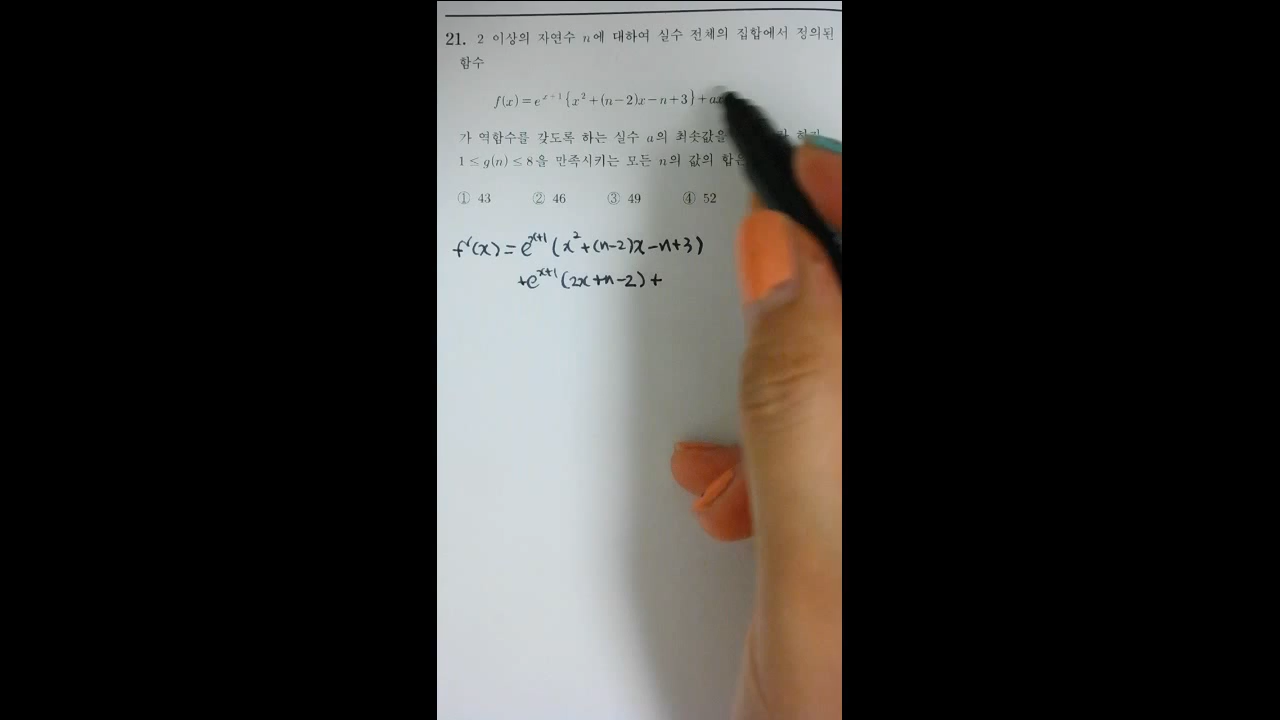 21. 2 이상의 자연수 n에 대하여 실수 전체의 집합에서 정의된
함수
f(x)=e^{x+1}{x^2+(n-2)x-n+3}+ax
가 역함수를 갖도록 하는 실수 a의 최솟값을
1≤g(n)≤8을 만족시키는 모든 n의 값의 합은
① 43 ② 46 ③ 49 ④ 52
f'(x)=e^{x+1}(x^2+(n-2)x-n+3)
+e^{x+1}(2x+n-2)+